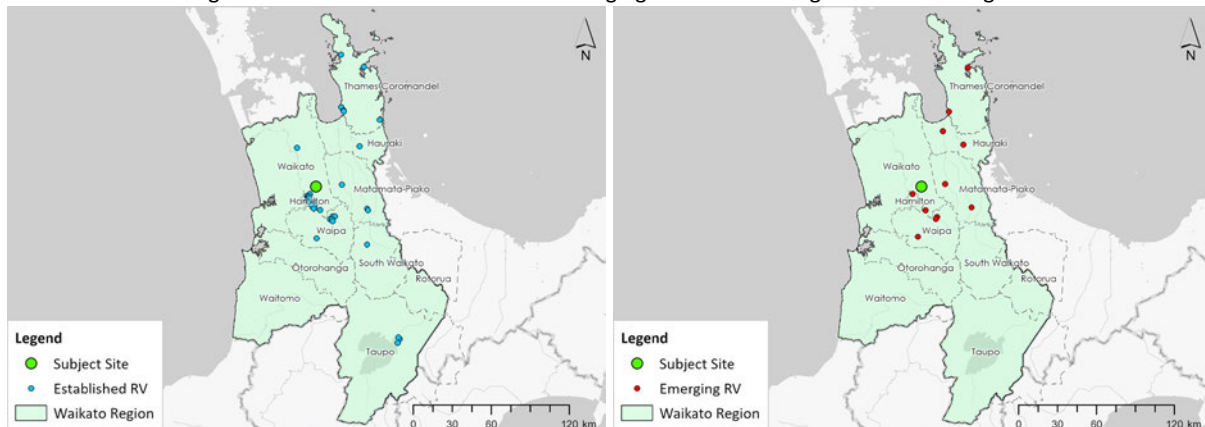 N
Thames Coromandel
Hauraki
Waikato
Matamata-Piako
Hamilton
Waipa
South Waikato
Ōtorohanga
Rotorua
Waitomo
Taupo
Legend
Subject Site
Established RV
Waikato Region
0 30 60 120 km
N
Thames Coromandel
Hauraki
Waikato
Matamata-Piako
Hamilton
Waipa
South Waikato
Ōtorohanga
Rotorua
Waitomo
Taupo
Legend
Subject Site
Emerging RV
Waikato Region
0 30 60 120 km